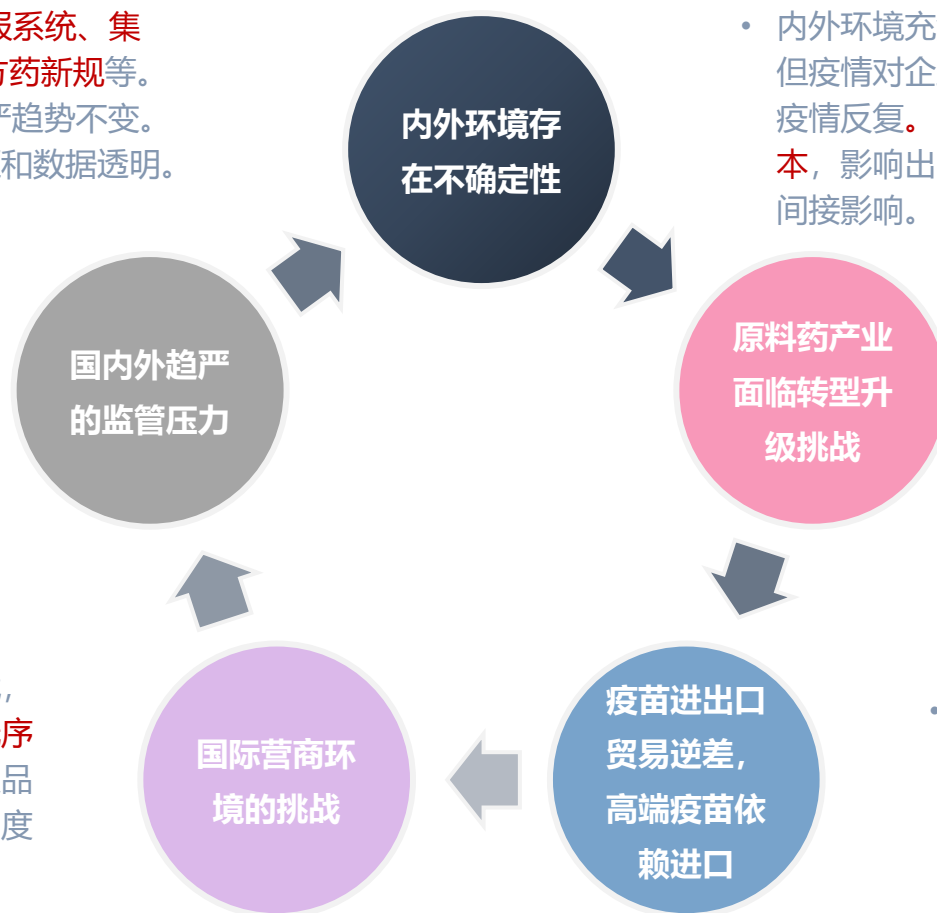 服系统、集
方药新规等。
严趋势不变。
和数据透明。
内外环境存
在不确定性
• 内外环境充
但疫情对企
疫情反复。
本，影响出
间接影响。
国内外趋严
的监管压力
原料药产业
面临转型升
级挑战
序
品
度
国际营商环
境的挑战
疫苗进出口
贸易逆差，
高端疫苗依
赖进口
•